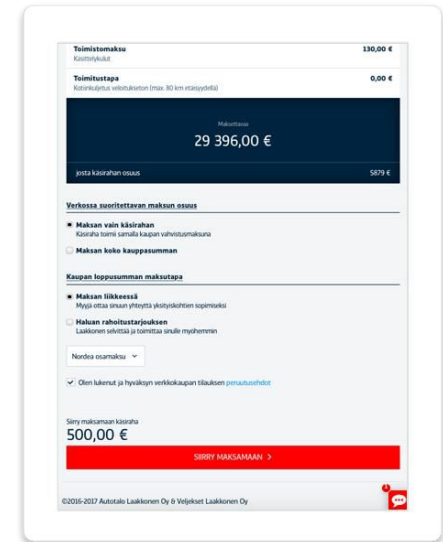 Toimistomaksu 130,00 €
Käsittelykulut
Toimitustapa 0,00 €
Kotiinkuljetus veloitukseton (max. 80 km etäisyydellä)
Maksettavaa
29 396,00 €
josta käsirahan osuus 5879 €
Verkossa suoritettavan maksun osuus
Maksan vain käsirahan
Käsiraha toimii samalla kaupan vahvistusmaksuna
Maksan koko kauppasumman
Kaupan loppusumman maksutapa
Maksan liikkeessä
Myyjä ottaa sinuun yhteyttä yksityiskohtien sopimiseksi
Haluan rahoitustarjouksen
Laakkonen selvittää ja toimittaa sinulle myöhemmin
Nordea osamaksu
Olen lukenut ja hyväksyn verkkokaupan tilauksen peruutusehdot
Siirry maksamaan käsiraha
500,00 €
SIIRRY MAKSAMAAN >
©2016-2017 Autotalo Laakkonen Oy & Veljekset Laakkonen Oy